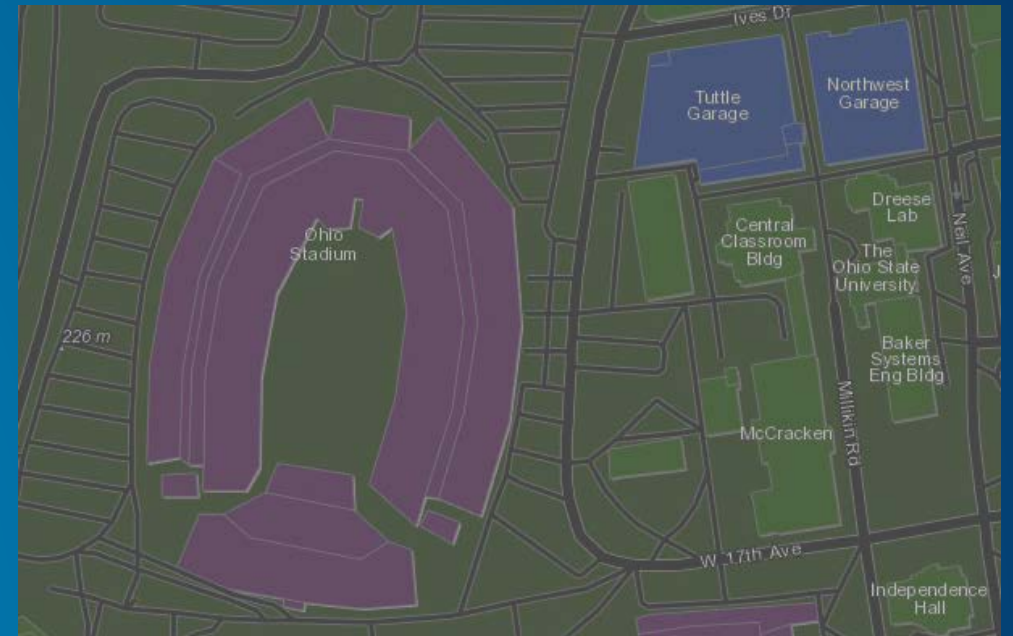 Ives Dr
Tuttle
Garage
Northwest
Garage
Dreese
Lab
Neil Ave
Central
Classroom
Bldg
Ohio
Stadium
The
Ohio State
University
J
226 m
Baker
Systems
Eng Bldg
Millikin Rd
McCracken
W 17th Ave
Independence
Hall